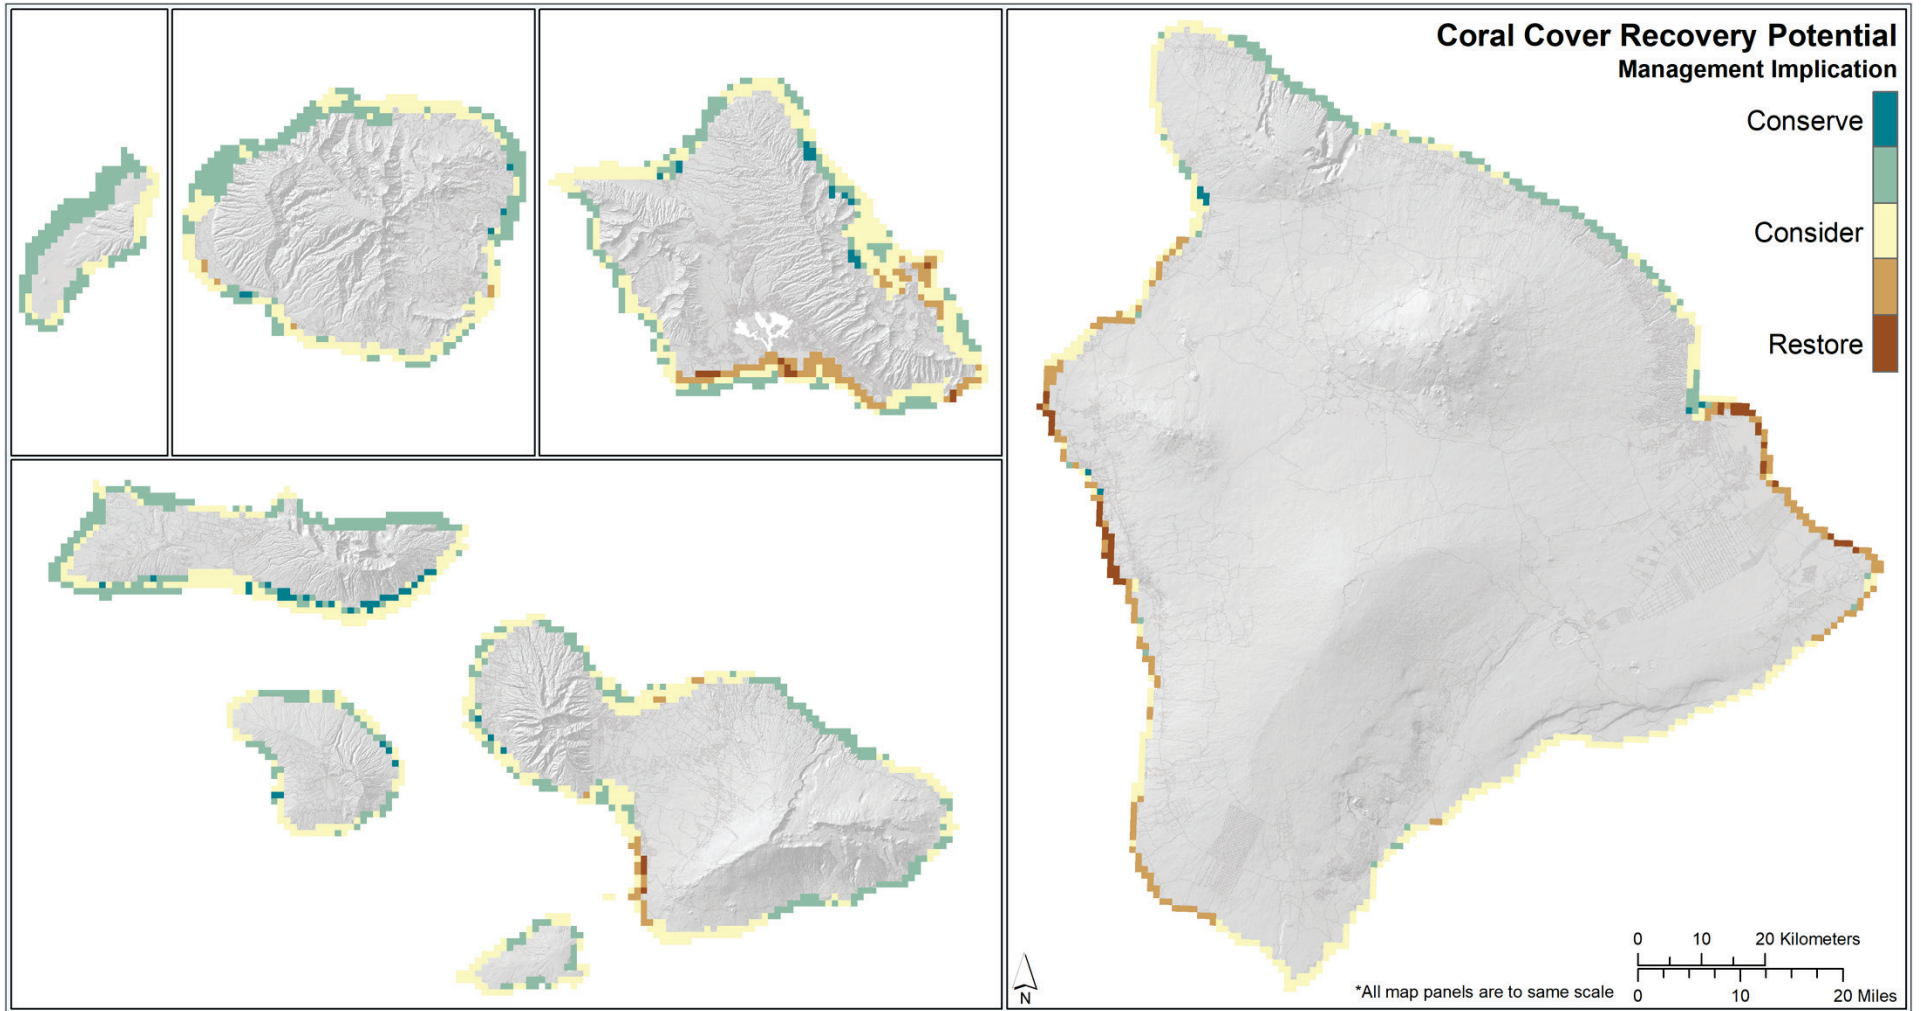 Coral Cover Recovery Potential
Management Implication
Conserve
Consider
Restore
0 10 20 Kilometers
0 10 20 Miles
*All map panels are to same scale
N